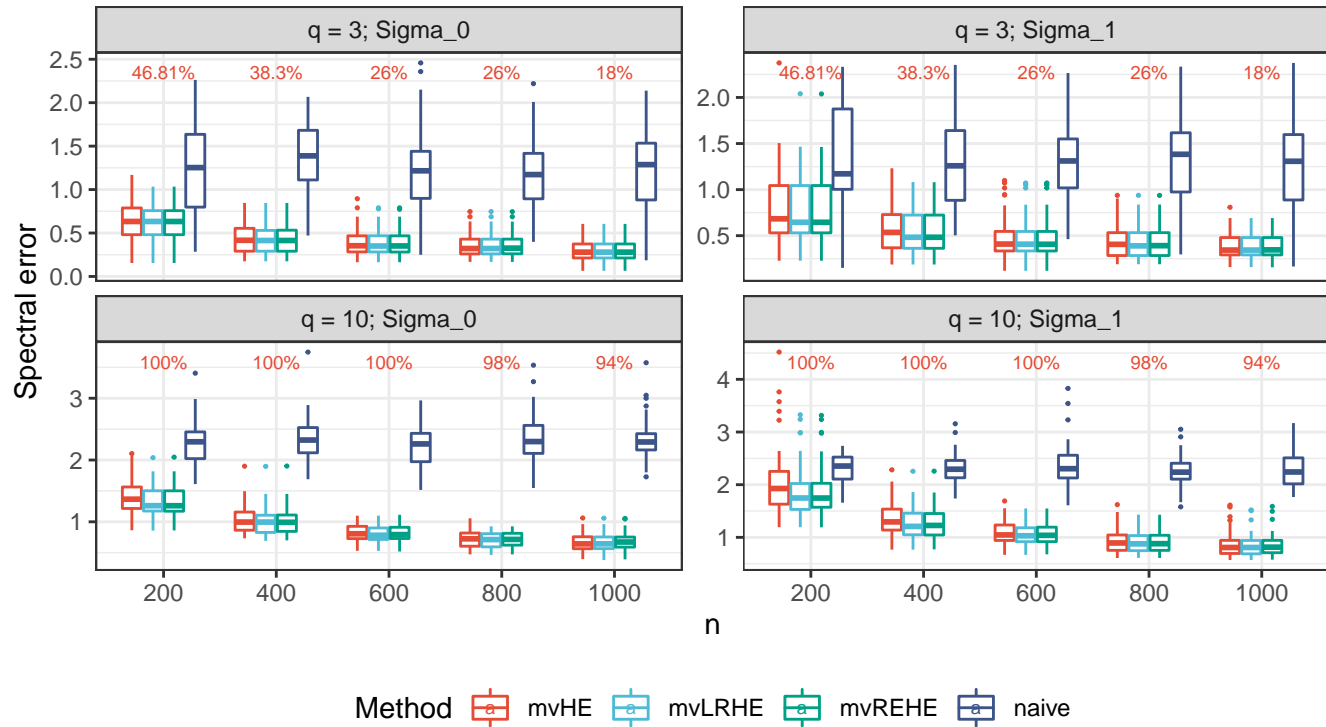 q = 3; Sigma_0
q = 3; Sigma_1
46.81% 38.3% 26% 26% 18%
46.81% 38.3% 26% 26% 18%
2.5
2.0
1.5
1.0
0.5
0.0
2.0
1.5
1.0
0.5
Spectral error
q = 10; Sigma_0
q = 10; Sigma_1
100% 100% 100% 98% 94%
100% 100% 100% 98% 94%
3
2
1
4
3
2
1
200 400 600 800 1000
200 400 600 800 1000
n
Method a mvHE a mvLRHE a mvREHE a naive